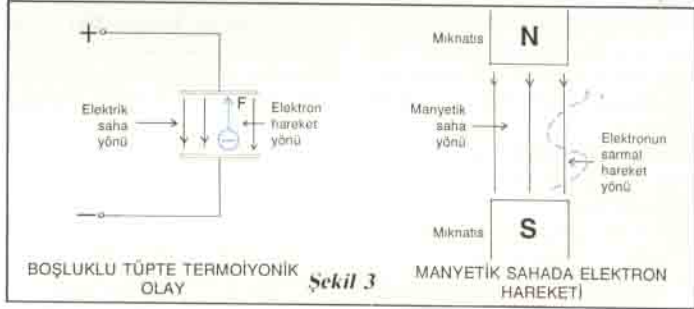 +
Elektrik
saha
yönü
F
Elektron
hareket
yönü
−
−
BOŞLUKLU TÜPTE TERMOİYONİK
OLAY
Şekil 3
Mıknatıs
N
Manyetik
saha
yönü
Elektronun
sarmal
hareket
yönü
Mıknatıs
S
MANYETİK SAHADA ELEKTRON
HAREKETİ